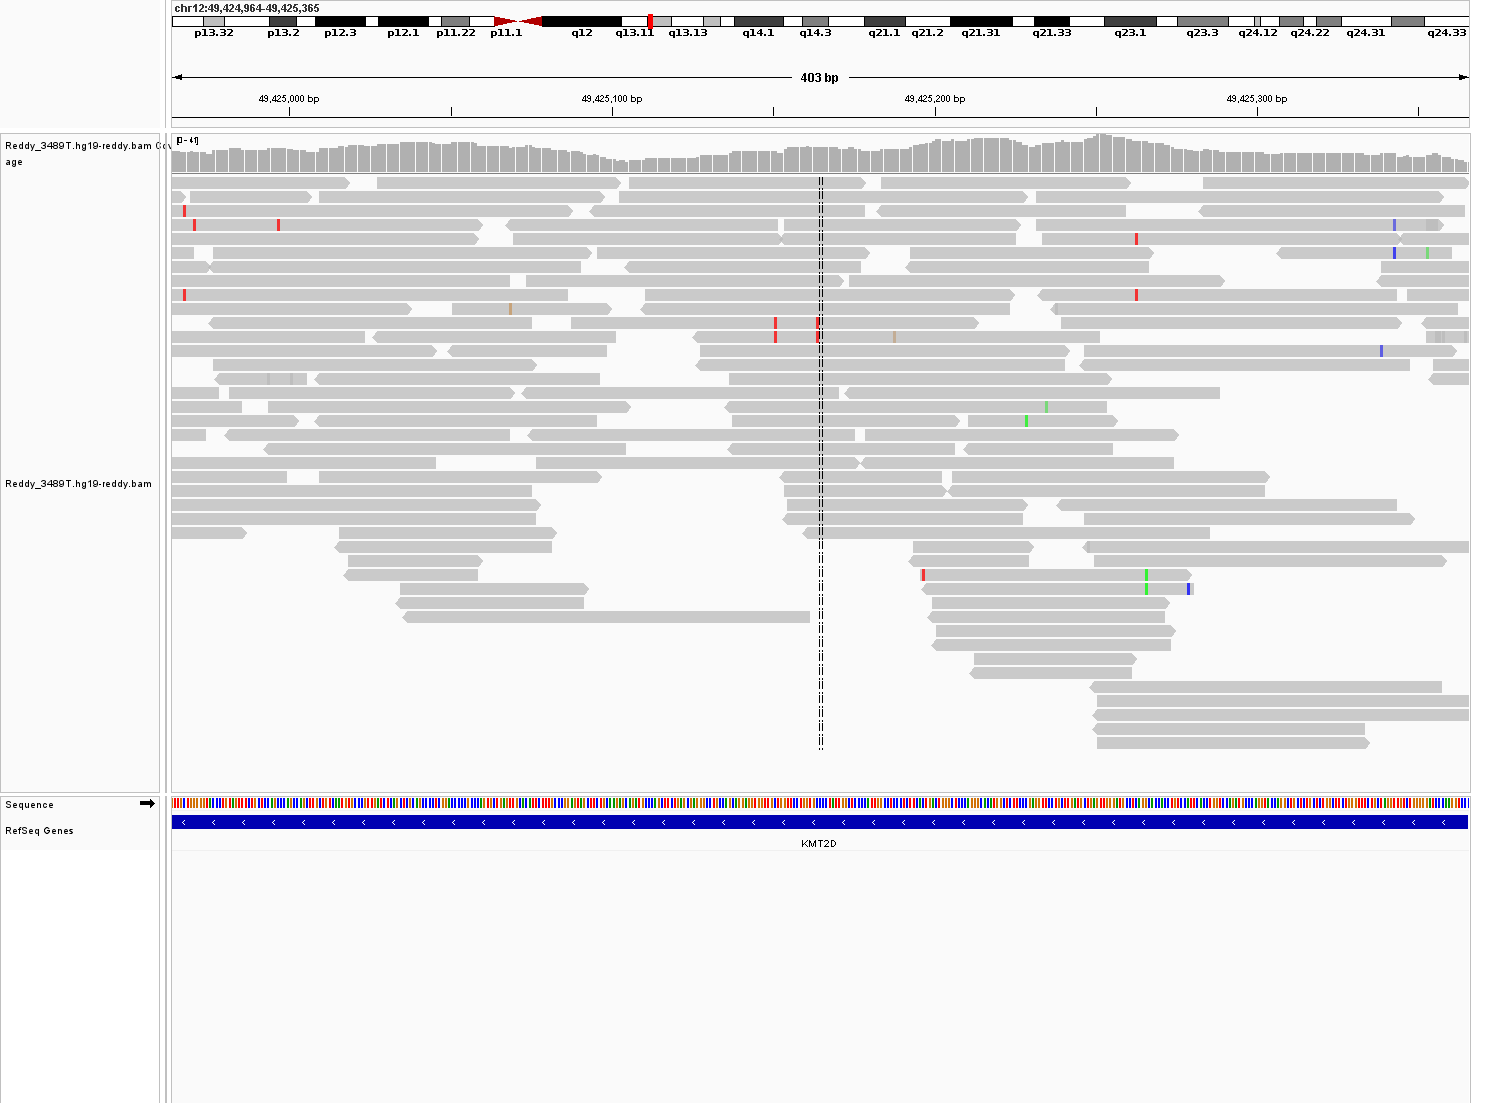 chr12:49,424,964-49,425,365
p13.32 p13.2 p12.3 p12.1 p11.22 p11.1 q12 q13.11 q13.13 q14.1 q14.3 q21.1 q21.2 q21.31 q21.33 q23.1 q23.3 q24.12 q24.22 q24.31 q24.33
403 bp
49,425,000 bp 49,425,100 bp 49,425,200 bp 49,425,300 bp
Reddy_3489T.hg19-reddy.bam Cov
age
[0 - 41]
Reddy_3489T.hg19-reddy.bam
Sequence
RefSeq Genes
KMT2D